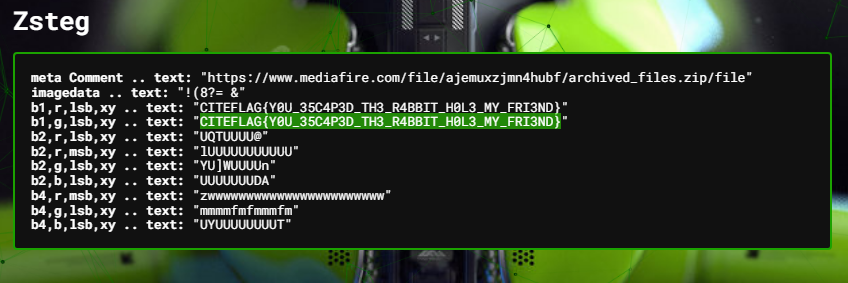 Zsteg
meta Comment .. text: "https://www.mediafire.com/file/ajemuxzjmn4hubf/archived_files.zip/file"
imagedata .. text: "!(8?= &"
b1,r,lsb,xy .. text: "CITEFLAG{Y0U_35C4P3D_TH3_R4BBIT_H0L3_MY_FRI3ND}"
b1,g,lsb,xy .. text: "CITEFLAG{Y0U_35C4P3D_TH3_R4BBIT_H0L3_MY_FRI3ND}"
b2,r,lsb,xy .. text: "UQTUUUU@"
b2,r,msb,xy .. text: "lUUUUUUUUUUU"
b2,g,lsb,xy .. text: "YU]WUUUUn"
b2,b,lsb,xy .. text: "UUUUUUUDA"
b4,r,msb,xy .. text: "zwwwwwwwwwwwwwwwwwwwwwww"
b4,g,lsb,xy .. text: "mmmmfmfmmmfm"
b4,b,lsb,xy .. text: "UYUUUUUUUUT"